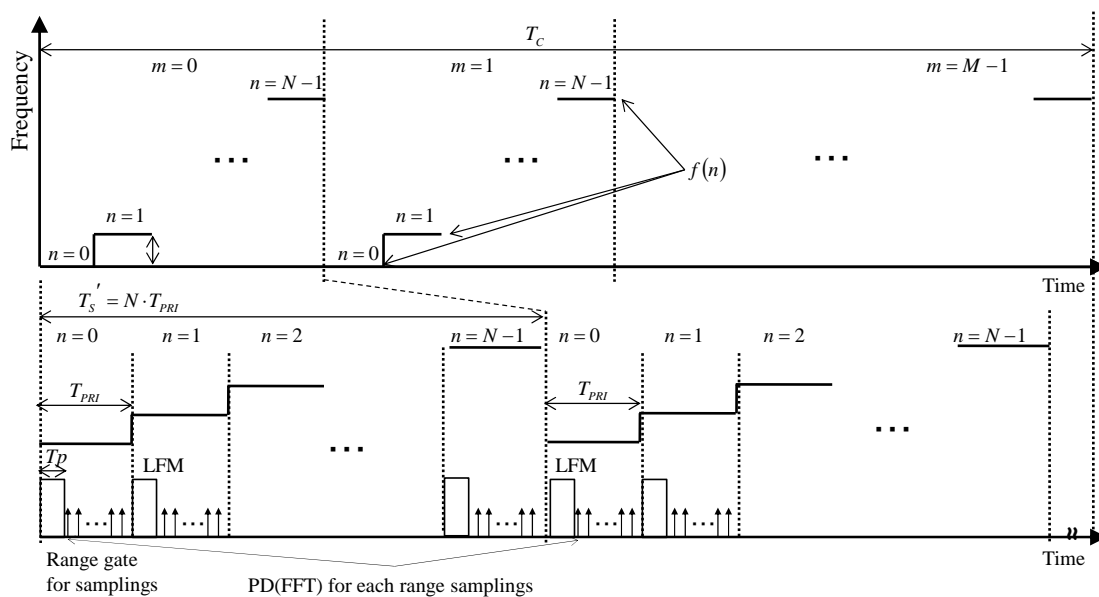 T_C
m = 0
m = 1
m = M − 1
n = N − 1
n = N − 1
Frequency
...
...
...
f(n)
n = 1
n = 1
n = 0
n = 0
Time
T_S' = N · T_PRI
n = 0
n = 1
n = 2
n = N − 1
n = 0
n = 1
n = 2
n = N − 1
T_PRI
T_PRI
...
...
Tp
LFM
LFM
...
...
...
...
...
Time
Range gate
for samplings
PD(FFT) for each range samplings